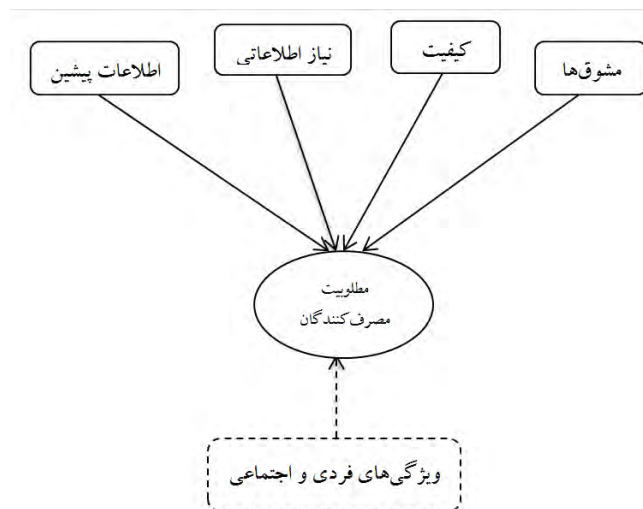 مشوق‌ها
کیفیت
نیاز اطلاعاتی
اطلاعات پیشین
مطلوبیت
مصرف‌کنندگان
ویژگی‌های فردی و اجتماعی